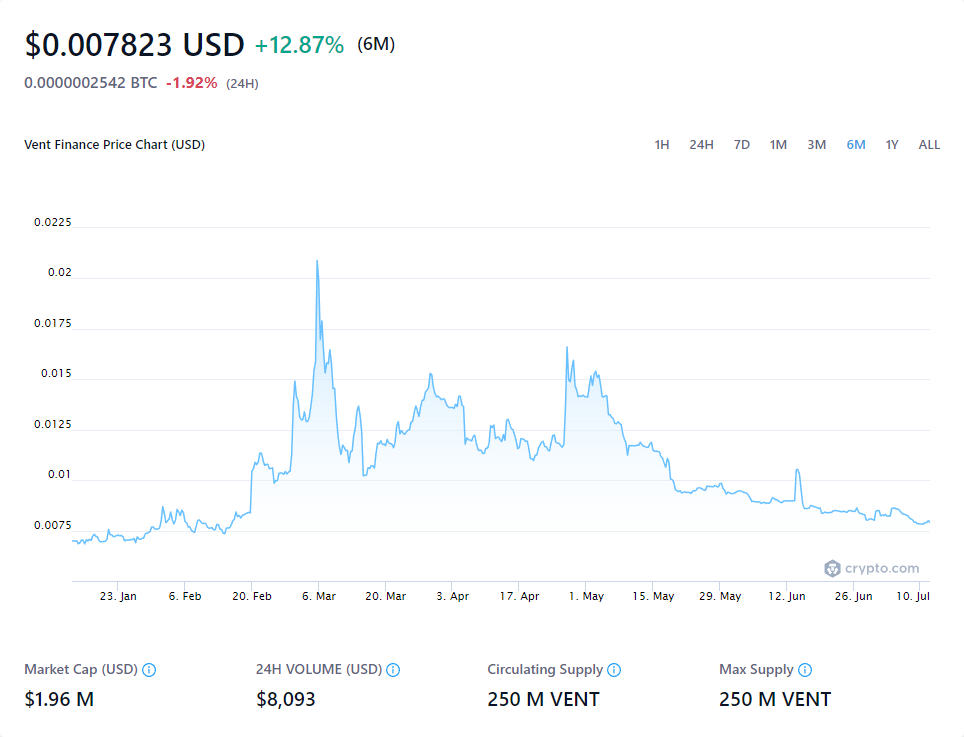 $0.007823 USD +12.87% (6M)
0.0000002542 BTC -1.92% (24H)
Vent Finance Price Chart (USD) 1H 24H 7D 1M 3M 6M 1Y ALL
0.0225
0.02
0.0175
0.015
0.0125
0.01
0.0075
crypto.com
23. Jan 6. Feb 20. Feb 6. Mar 20. Mar 3. Apr 17. Apr 1. May 15. May 29. May 12. Jun 26. Jun 10. Jul
Market Cap (USD) 24H VOLUME (USD) Circulating Supply Max Supply
$1.96 M $8,093 250 M VENT 250 M VENT